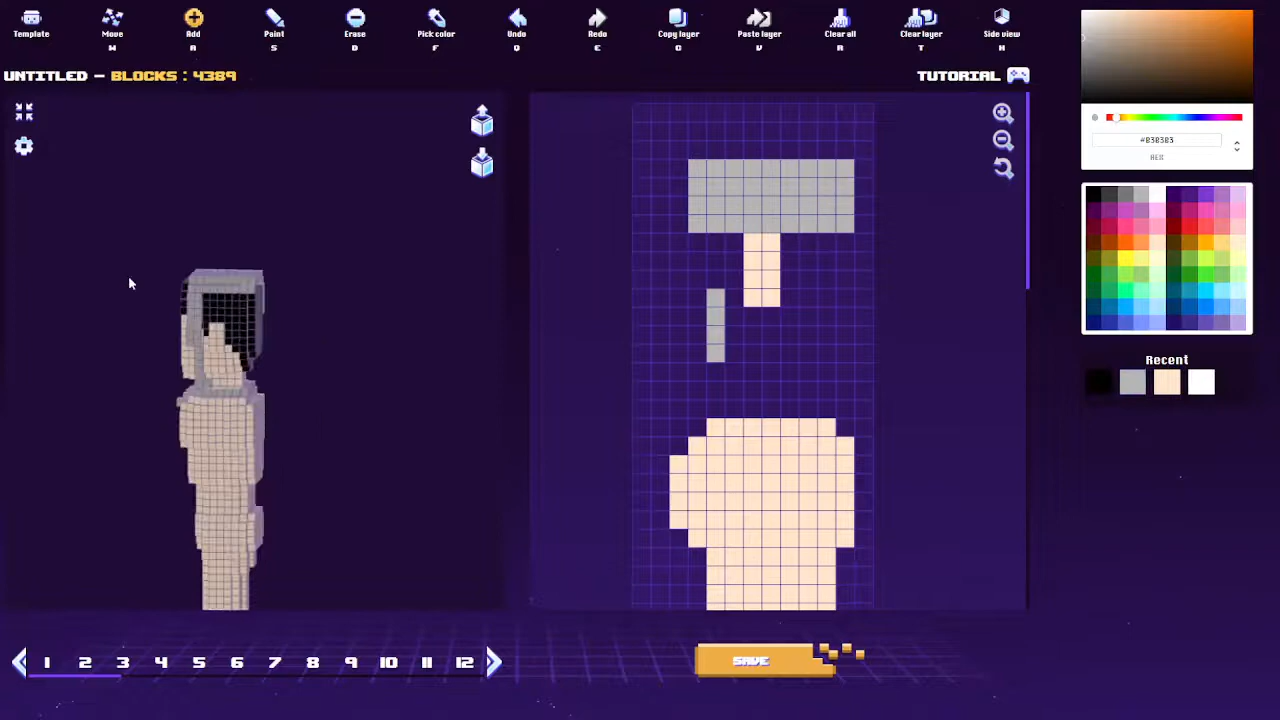 Template Move Add Paint Erase Pick color Undo Redo Copy layer Paste layer Clear all Clear layer Side view
W A S D F Q E C V R T H
UNTITLED – BLOCKS : 4389
TUTORIAL
#B3B3B3
HEX
Recent
1 2 3 4 5 6 7 8 9 10 11 12
SAVE